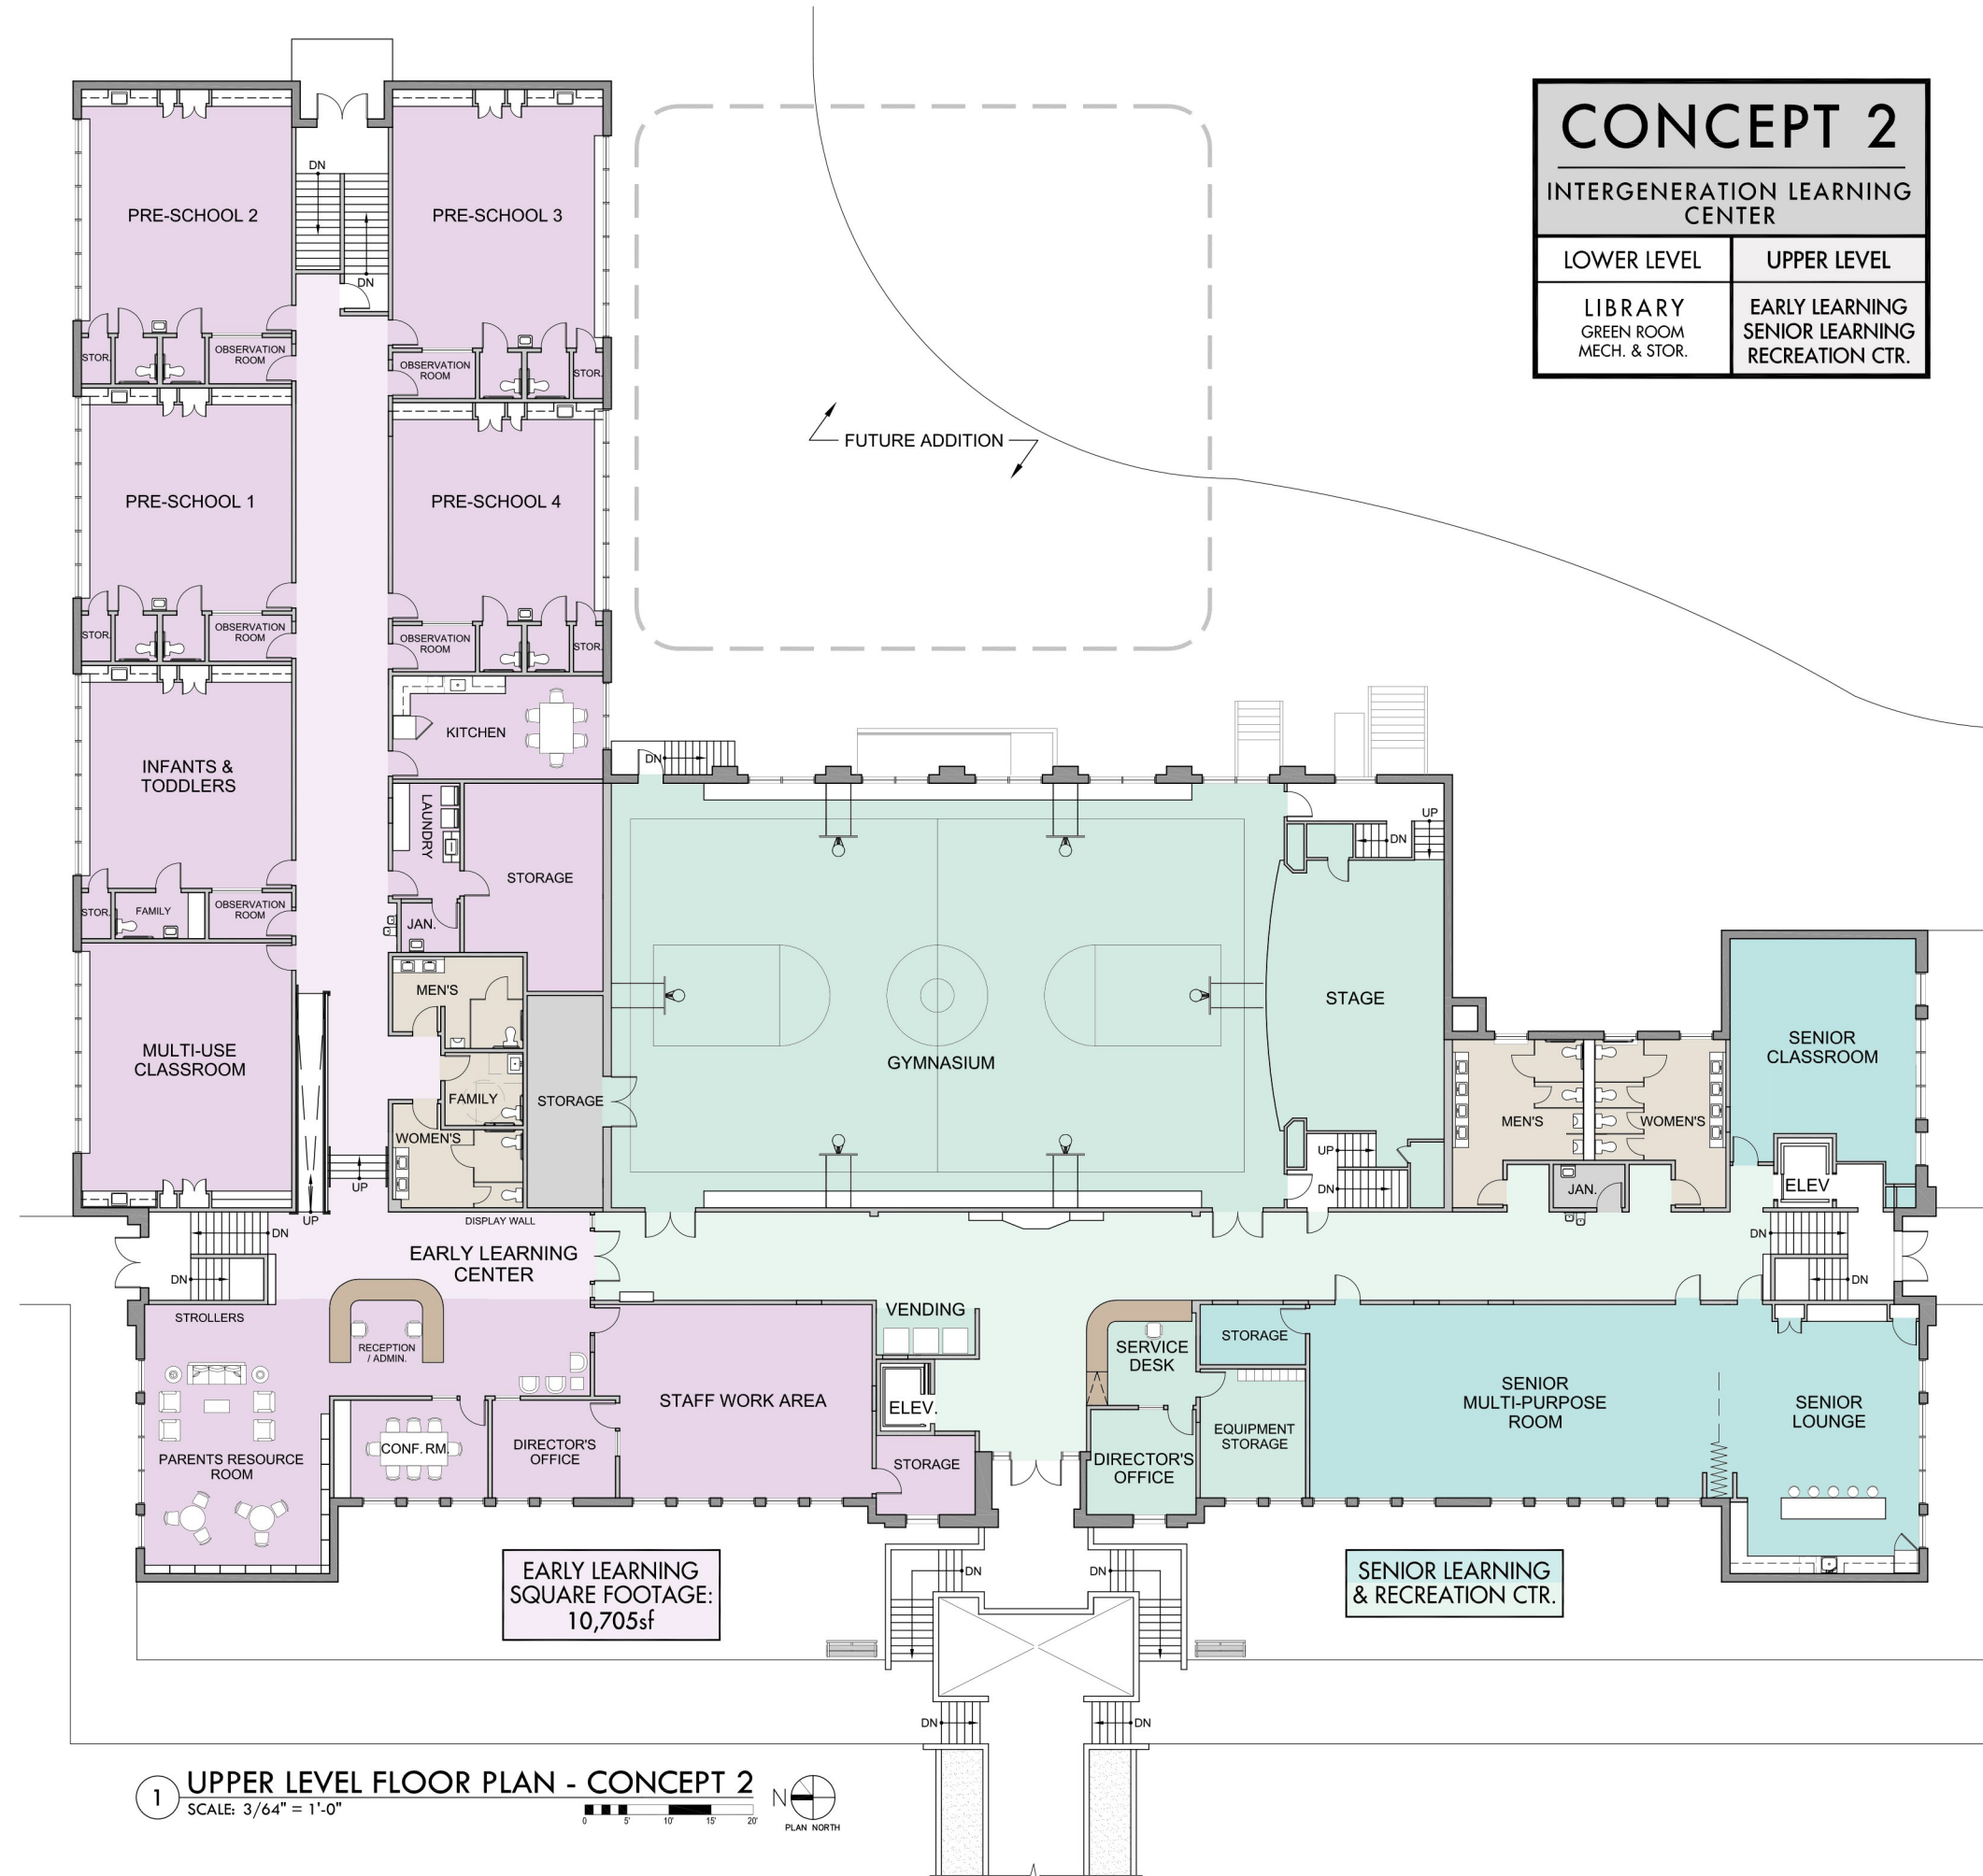 CONCEPT 2
INTERGENERATION LEARNING
CENTER
LOWER LEVEL
UPPER LEVEL
LIBRARY
GREEN ROOM
MECH. & STOR.
EARLY LEARNING
SENIOR LEARNING
RECREATION CTR.
DN
PRE-SCHOOL 2
PRE-SCHOOL 3
DN
STOR.
OBSERVATION
ROOM
OBSERVATION
ROOM
STOR.
FUTURE ADDITION
PRE-SCHOOL 1
PRE-SCHOOL 4
STOR.
OBSERVATION
ROOM
OBSERVATION
ROOM
STOR.
KITCHEN
DN
INFANTS &
TODDLERS
LAUNDRY
STORAGE
UP
DN
STOR.
FAMILY
OBSERVATION
ROOM
JAN.
MEN'S
STAGE
MULTI-USE
CLASSROOM
GYMNASIUM
SENIOR
CLASSROOM
FAMILY
STORAGE
WOMEN'S
MEN'S
WOMEN'S
UP
UP
DN
JAN.
ELEV
UP
DISPLAY WALL
DN
DN
EARLY LEARNING
CENTER
DN
DN
STROLLERS
VENDING
RECEPTION
/ ADMIN.
SERVICE
DESK
STORAGE
STAFF WORK AREA
ELEV.
SENIOR
MULTI-PURPOSE
ROOM
SENIOR
LOUNGE
EQUIPMENT
STORAGE
PARENTS RESOURCE
ROOM
CONF. RM.
DIRECTOR'S
OFFICE
STORAGE
DIRECTOR'S
OFFICE
EARLY LEARNING
SQUARE FOOTAGE:
10,705sf
DN
DN
SENIOR LEARNING
& RECREATION CTR.
DN
DN
1
UPPER LEVEL FLOOR PLAN - CONCEPT 2
SCALE: 3/64" = 1'-0"
0 5' 10' 15' 20'
N
PLAN NORTH